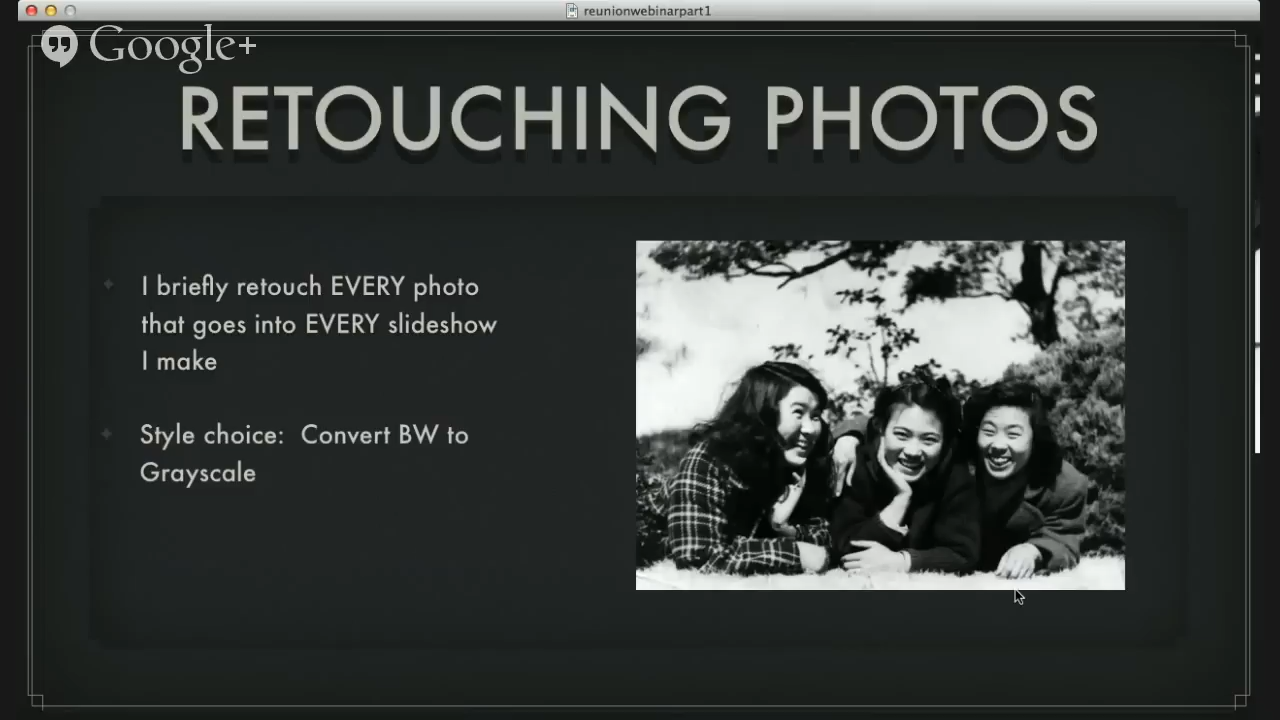 reunionwebinarpart1
Google+
RETOUCHING PHOTOS
I briefly retouch EVERY photo
that goes into EVERY slideshow
I make
Style choice: Convert BW to
Grayscale